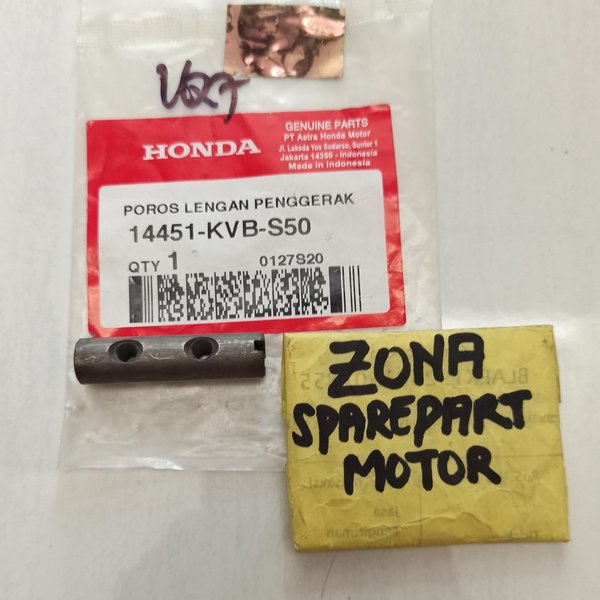 GENUINE PARTS
PT Astra Honda Motor
HONDA
Jl. Laksda Yos Sudarso, Sunter 1
Jakarta 14350 - Indonesia
Made in Indonesia
POROS LENGAN PENGGERAK
14451-KVB-S50
QTY 1 0127S20
ZONA
SPAREPART
MOTOR
jasa